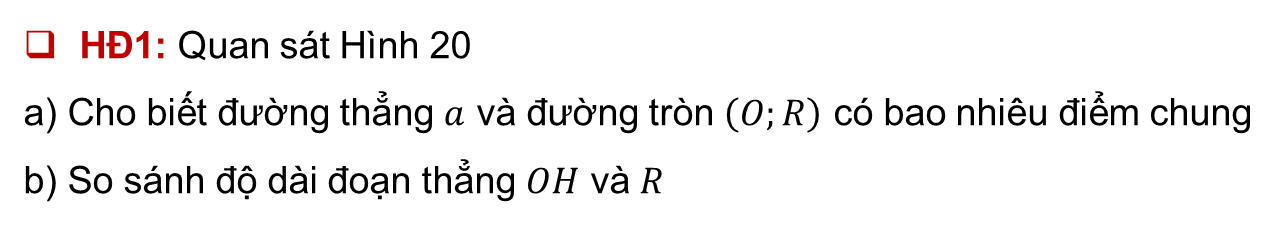 ❑ HĐ1: Quan sát Hình 20
a) Cho biết đường thẳng a và đường tròn (O; R) có bao nhiêu điểm chung
b) So sánh độ dài đoạn thẳng OH và R